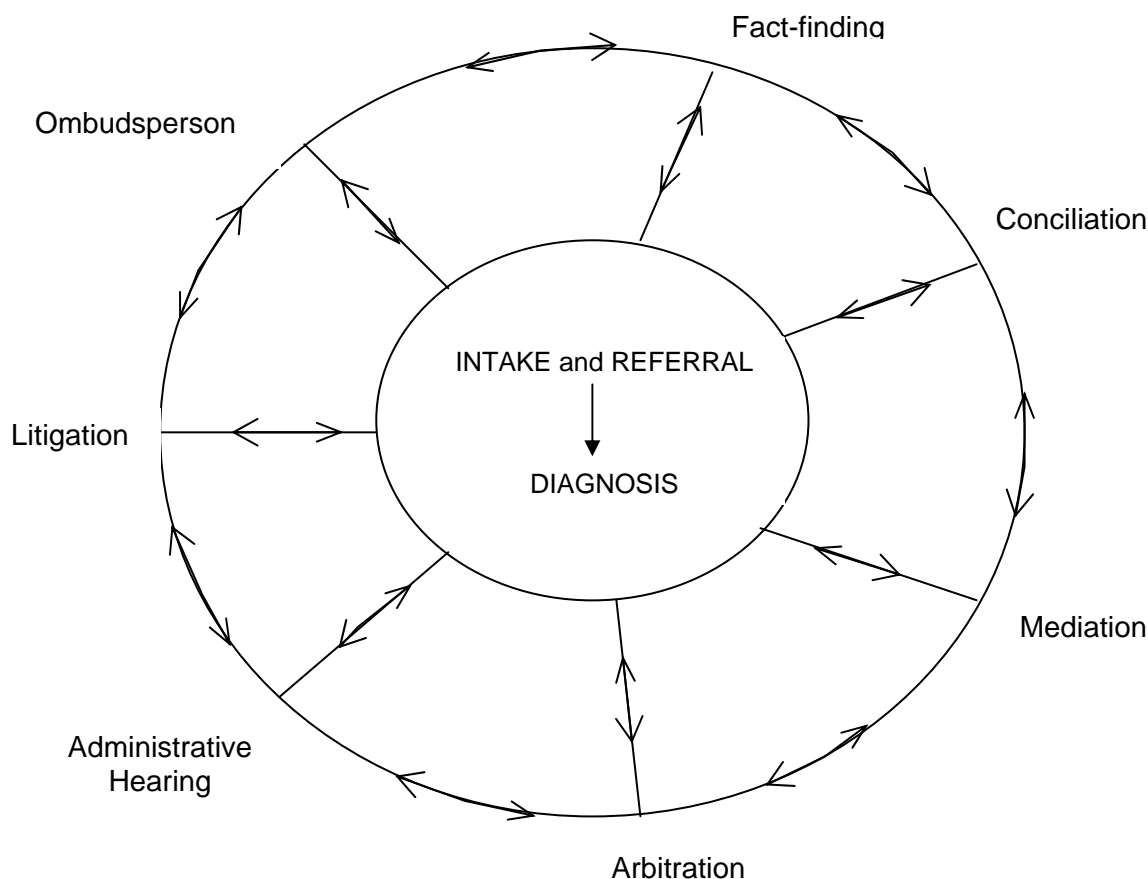 Fact-finding
Ombudsperson
Conciliation
INTAKE and REFERRAL
Litigation
DIAGNOSIS
Mediation
Administrative
Hearing
Arbitration